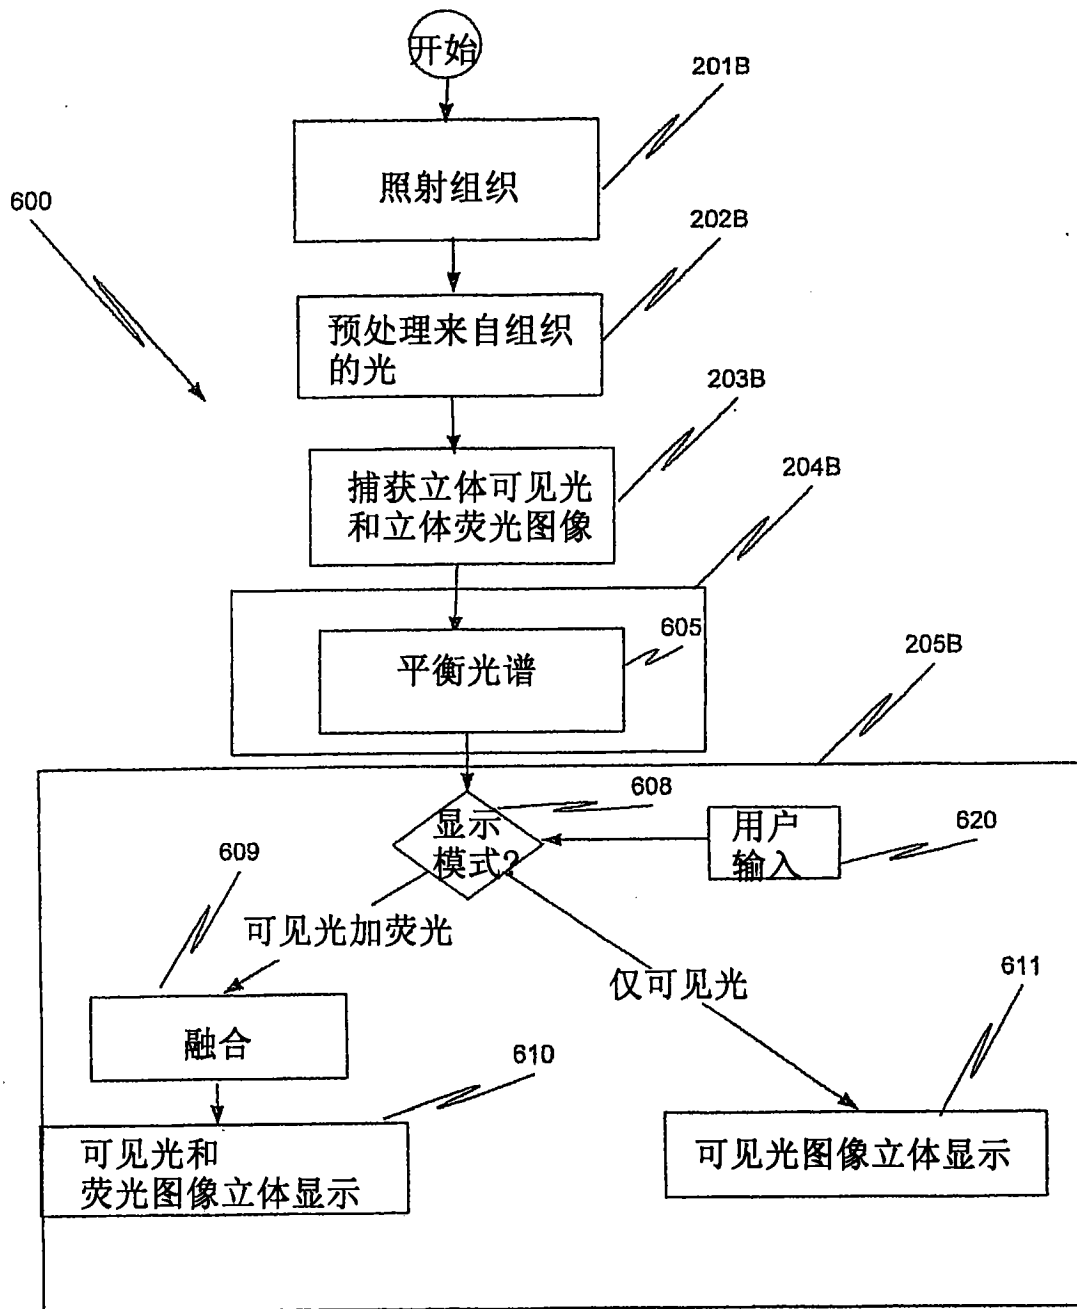 开始
201B
照射组织
600
202B
预处理来自组织
的光
203B
捕获立体可见光
和立体荧光图像
204B
605
平衡光谱
205B
608
显示
模式?
用户
输入
620
609
可见光加荧光
仅可见光
611
融合
610
可见光和
荧光图像立体显示
可见光图像立体显示